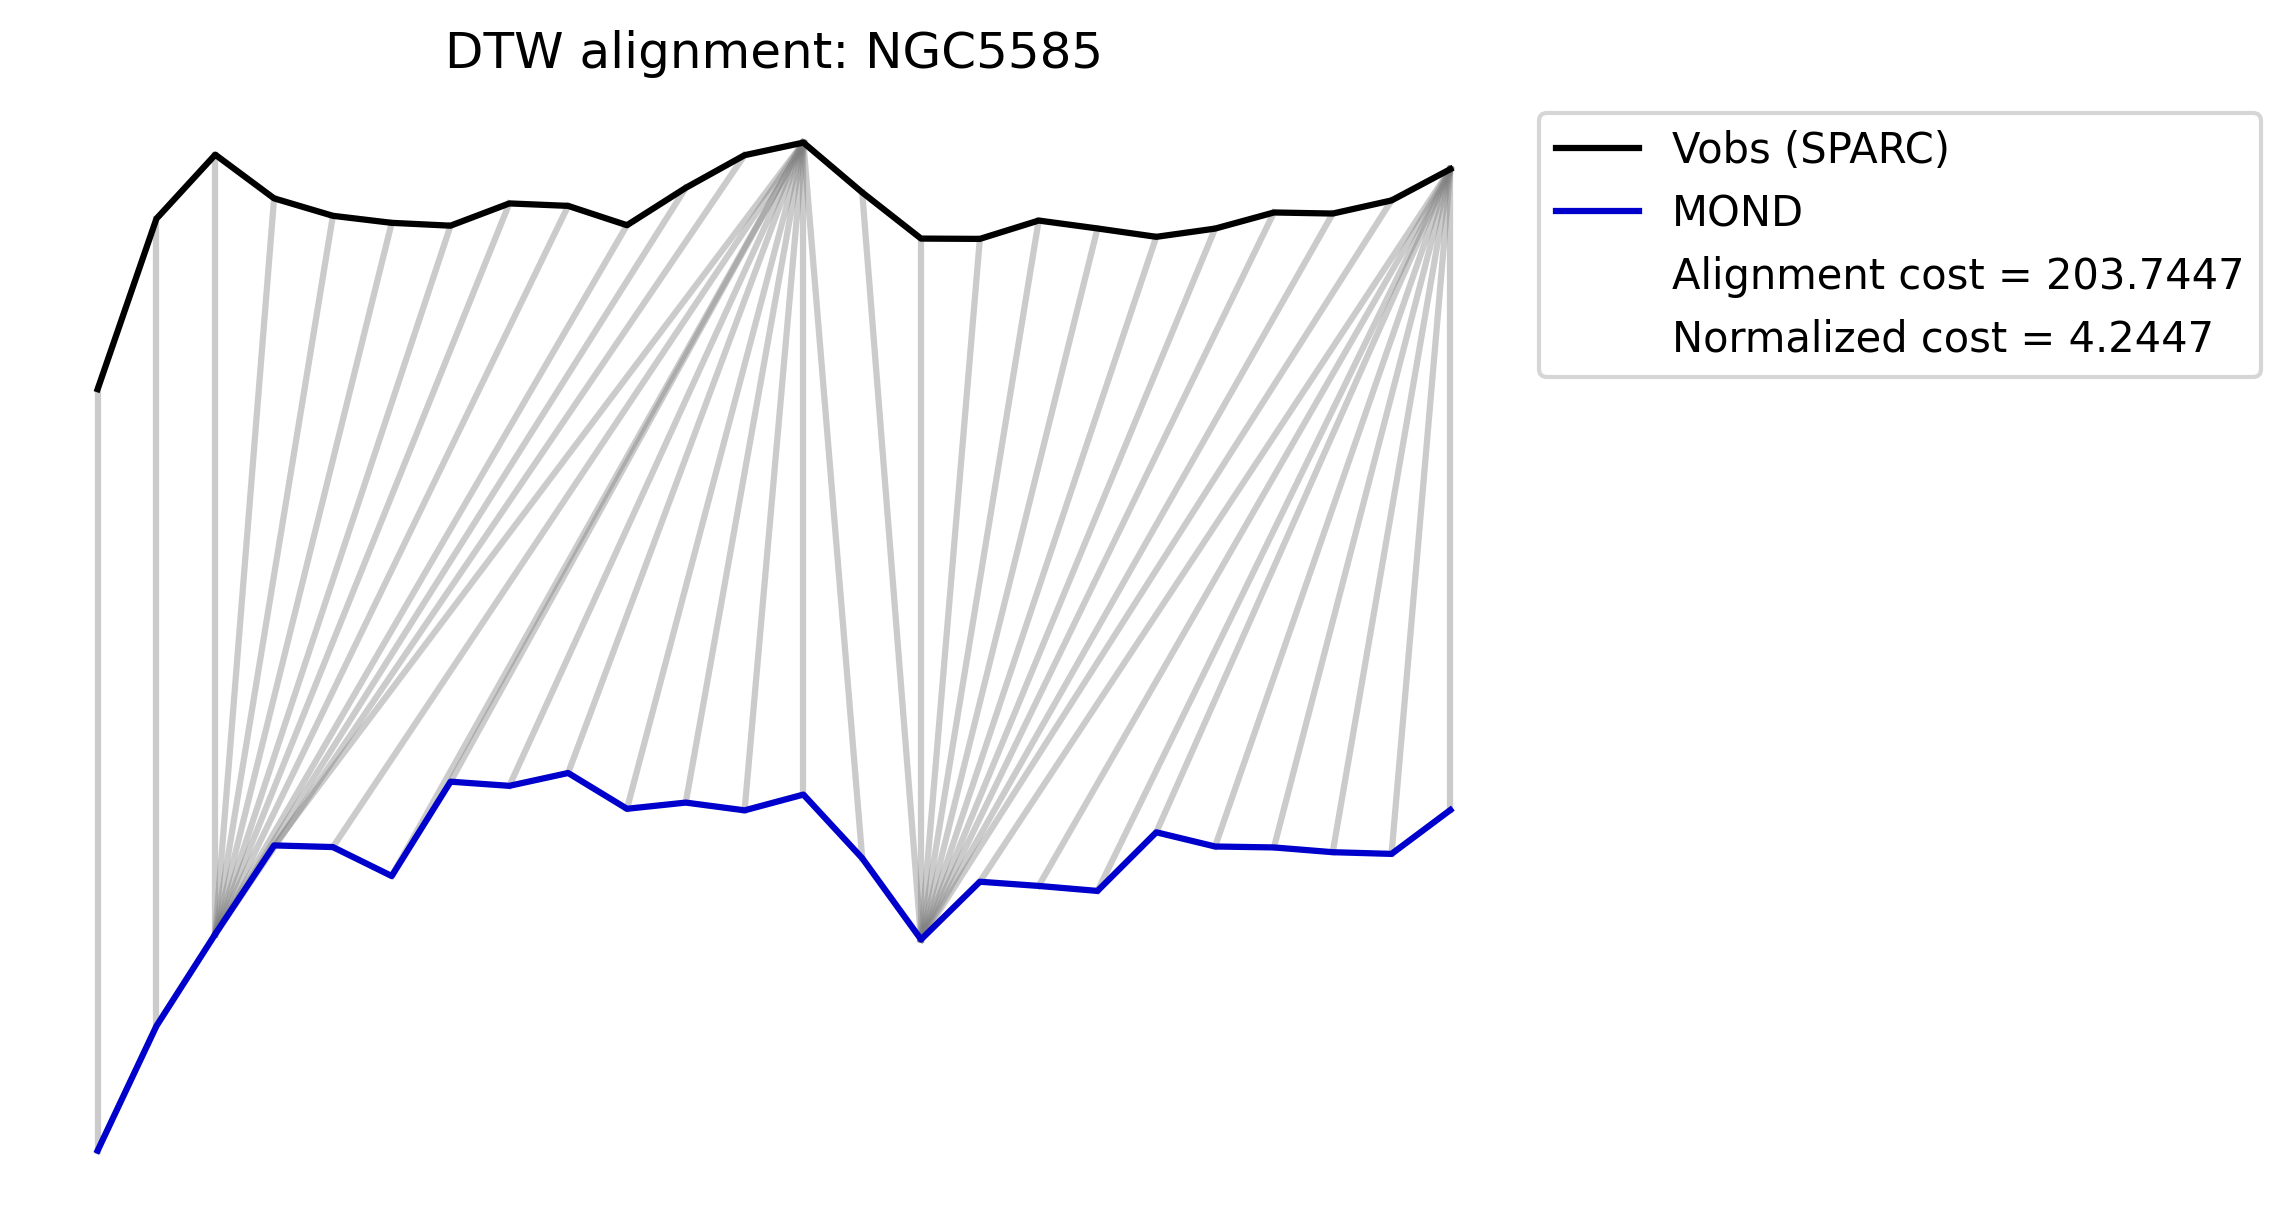 DTW alignment: NGC5585
Vobs (SPARC)
MOND
Alignment cost = 203.7447
Normalized cost = 4.2447